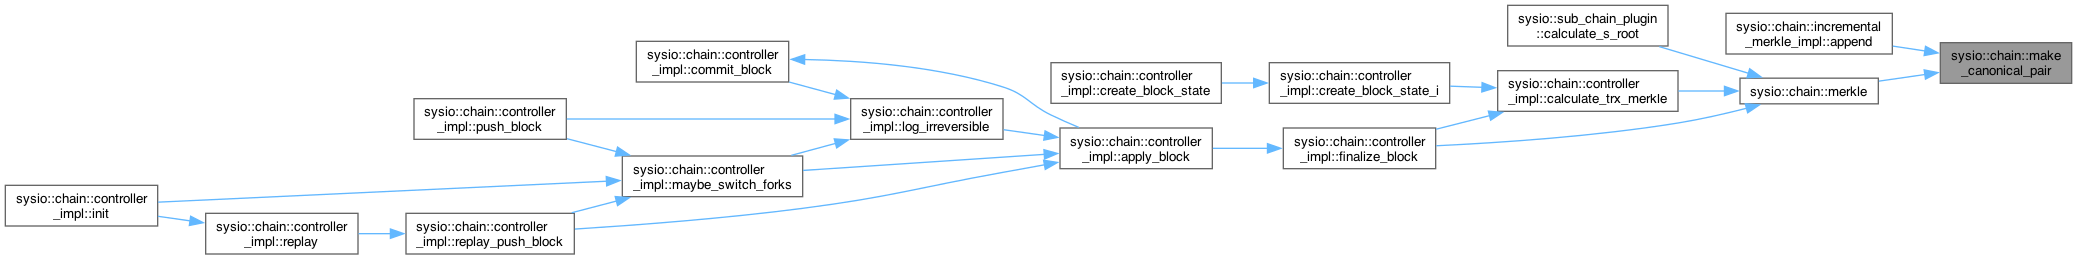 sysio::sub_chain_plugin
::calculate_s_root
sysio::chain::incremental
_merkle_impl::append
sysio::chain::make
_canonical_pair
sysio::chain::controller
_impl::commit_block
sysio::chain::controller
_impl::create_block_state
sysio::chain::controller
_impl::create_block_state_i
sysio::chain::controller
_impl::calculate_trx_merkle
sysio::chain::merkle
sysio::chain::controller
_impl::push_block
sysio::chain::controller
_impl::log_irreversible
sysio::chain::controller
_impl::apply_block
sysio::chain::controller
_impl::finalize_block
sysio::chain::controller
_impl::maybe_switch_forks
sysio::chain::controller
_impl::init
sysio::chain::controller
_impl::replay
sysio::chain::controller
_impl::replay_push_block